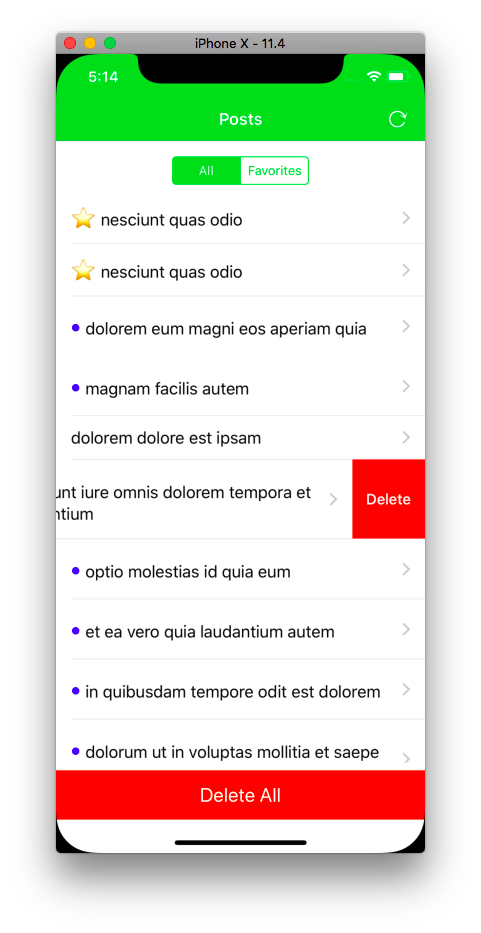 iPhone X - 11.4
5:14
Posts
All Favorites
nesciunt quas odio
nesciunt quas odio
dolorem eum magni eos aperiam quia
magnam facilis autem
dolorem dolore est ipsam
iure omnis dolorem tempora et
Delete
optio molestias id quia eum
et ea vero quia laudantium autem
in quibusdam tempore odit est dolorem
dolorum ut in voluptas mollitia et saepe
Delete All